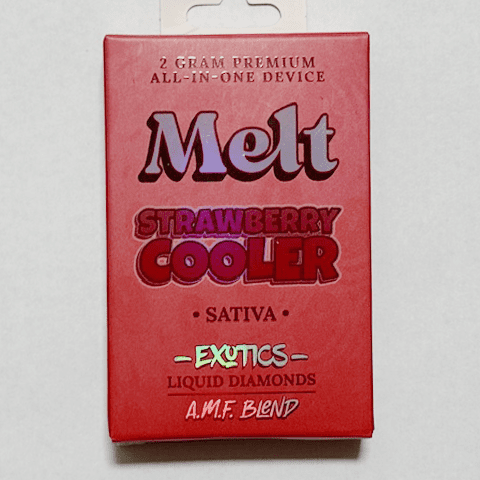 2 GRAM PREMIUM
ALL-IN-ONE DEVICE
Melt
STRAWBERRY
COOLER
• SATIVA •
- EXOTICS -
LIQUID DIAMONDS
A.M.F. BLEND